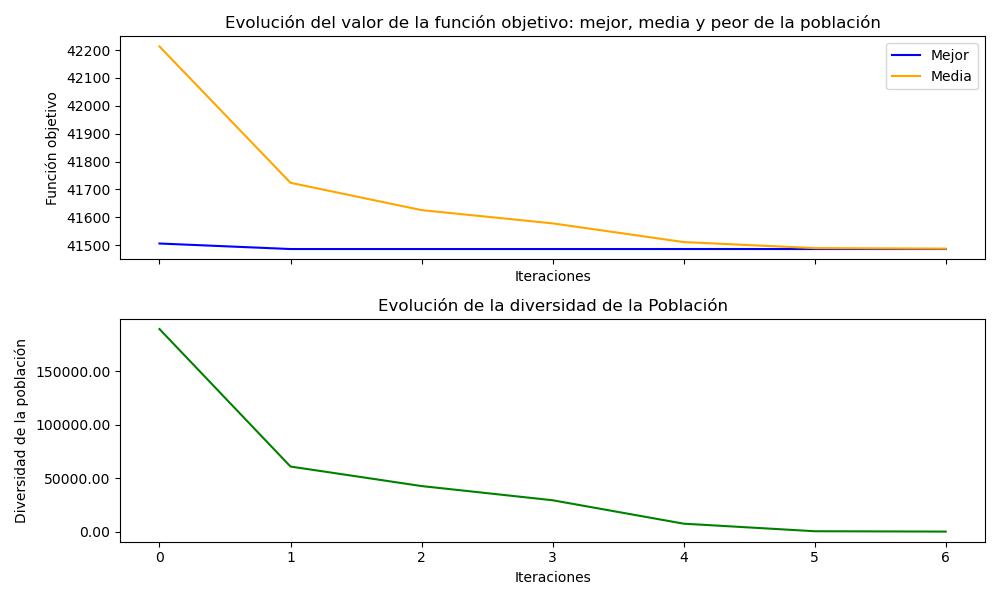 Evolución del valor de la función objetivo: mejor, media y peor de la población
42200
42100
42000
41900
41800
41700
41600
41500
Función objetivo
Mejor
Media
Iteraciones
Evolución de la diversidad de la Población
150000.00
100000.00
50000.00
0.00
Diversidad de la población
0 1 2 3 4 5 6
Iteraciones